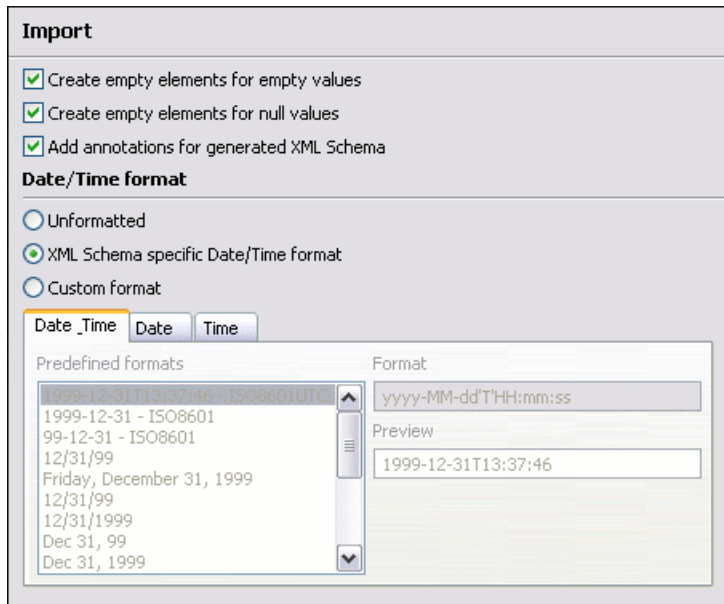 Import
Create empty elements for empty values
Create empty elements for null values
Add annotations for generated XML Schema
Date/Time format
Unformatted
XML Schema specific Date/Time format
Custom format
Date _Time
Date
Time
Predefined formats
1999-12-31T13:37:46 - ISO8601UTC
1999-12-31 - ISO8601
99-12-31 - ISO8601
12/31/99
Friday, December 31, 1999
12/31/99
12/31/1999
Dec 31, 99
Dec 31, 1999
Format
yyyy-MM-dd'T'HH:mm:ss
Preview
1999-12-31T13:37:46